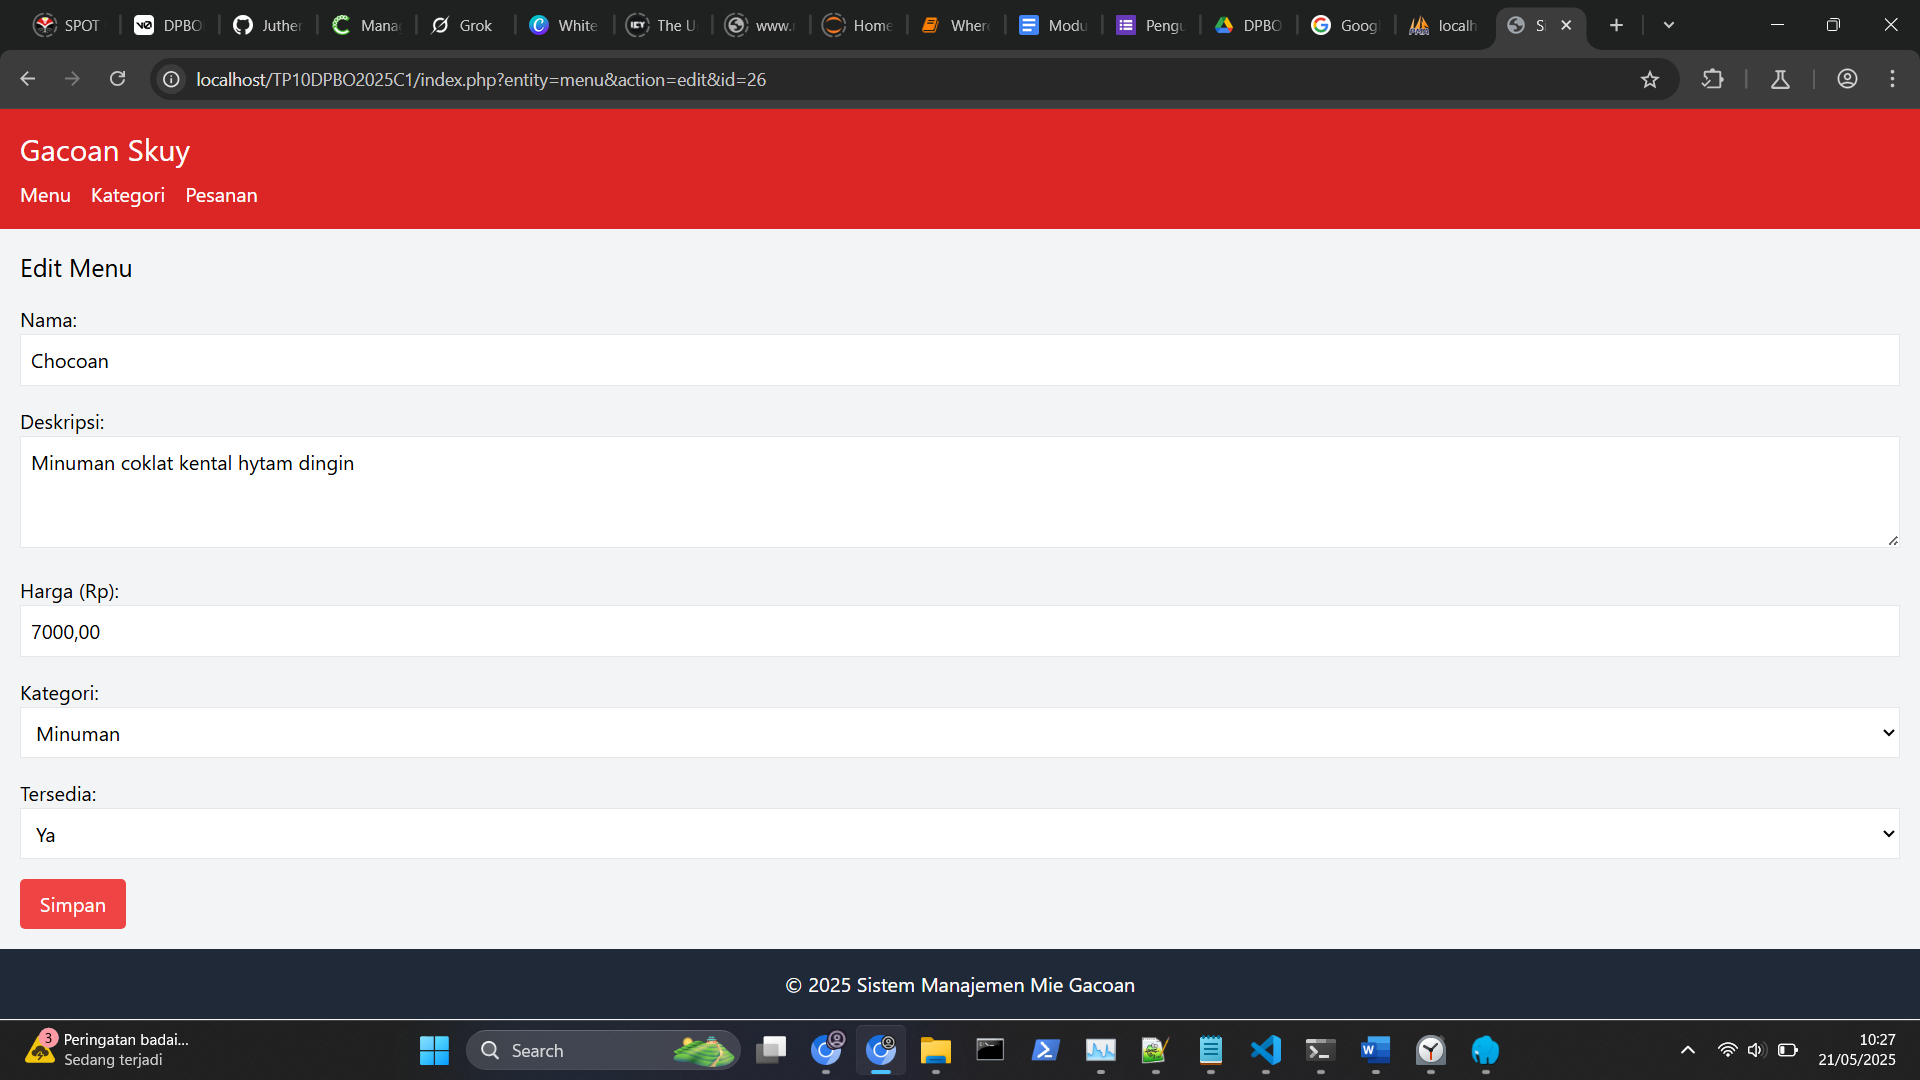 SPOT
DPBO
Juther
Mana
Grok
White
ICY
The U
www.r
Home
Where
Modu
Pengu
DPBO
Goog
localh
localhost/TP10DPBO2025C1/index.php?entity=menu&action=edit&id=26
Gacoan Skuy
Menu Kategori Pesanan
Edit Menu
Nama:
Chocoan
Deskripsi:
Minuman coklat kental hytam dingin
Harga (Rp):
7000,00
Kategori:
Minuman
Tersedia:
Ya
Simpan
© 2025 Sistem Manajemen Mie Gacoan
3
Peringatan badai...
Sedang terjadi
Search
10:27
21/05/2025